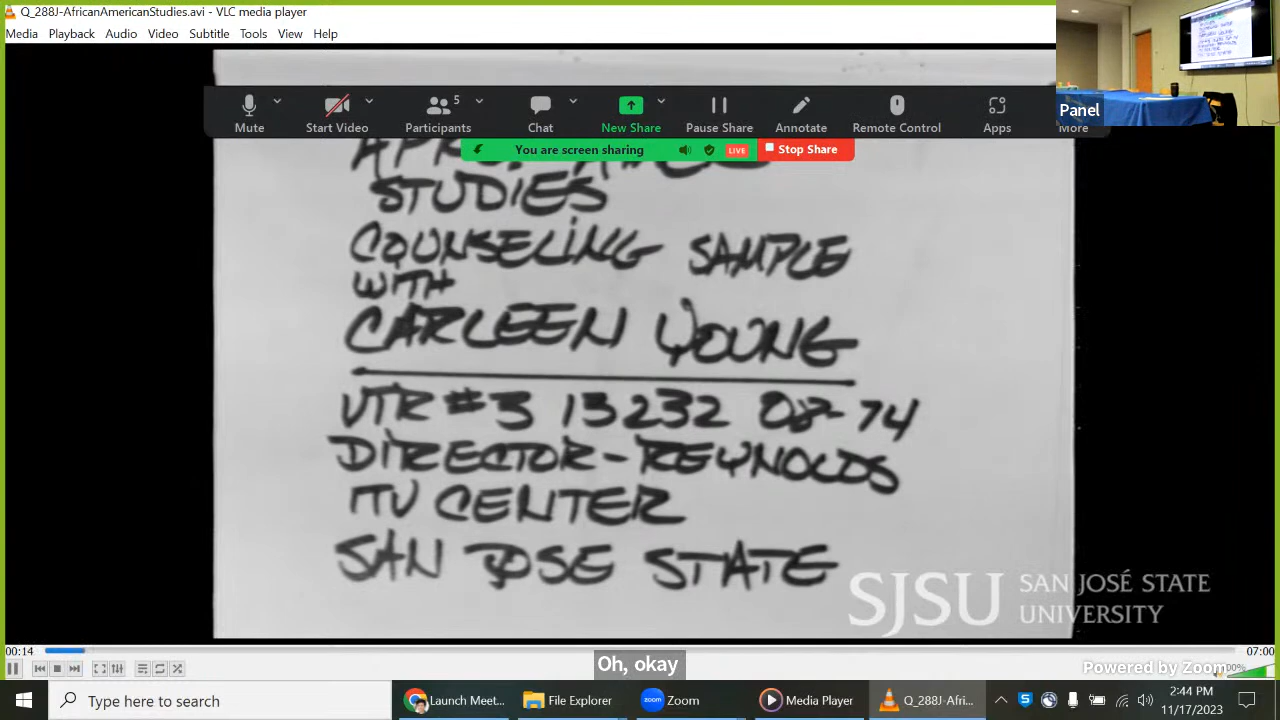 Q_288J-AfricanAmericanStudies.avi - VLC media player
Media Playback Audio Video Subtitle Tools View Help
Mute
Start Video
5
Participants
Chat
New Share
Pause Share
Annotate
Remote Control
Apps
More
You are screen sharing
LIVE
Stop Share
Panel
STUDIES
COUNSELING SAMPLE
WITH
CARLEEN YOUNG
VTR #3 13232 08-74
DIRECTOR-REYNOLDS
ITV CENTER
SAN JOSE STATE
SJSU SAN JOSÉ STATE
UNIVERSITY
00:14
07:00
Oh, okay
Powered by Zoom
Type here to search
Launch Meet...
File Explorer
Zoom
Media Player
Q_288J-Afri...
2:44 PM
11/17/2023